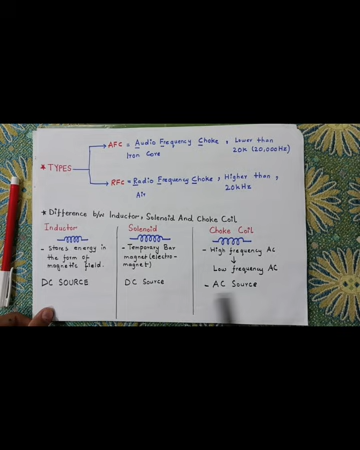 → AFC = Audio Frequency Choke, Lower than
Iron Core 20K (20,000Hz)
* TYPES
→ RFC = Radio Frequency Choke, Higher than,
Air 20KHz
* Difference b/w Inductor, Solenoid And Choke Coil
Inductor
- Stores energy in
the form of
magnetic field.
DC SOURCE
Solenoid
- Temporary Bar
magnet (electro-
magnet)
DC Source
Choke Coil
- High frequency AC
↓
Low frequency AC
- AC Source